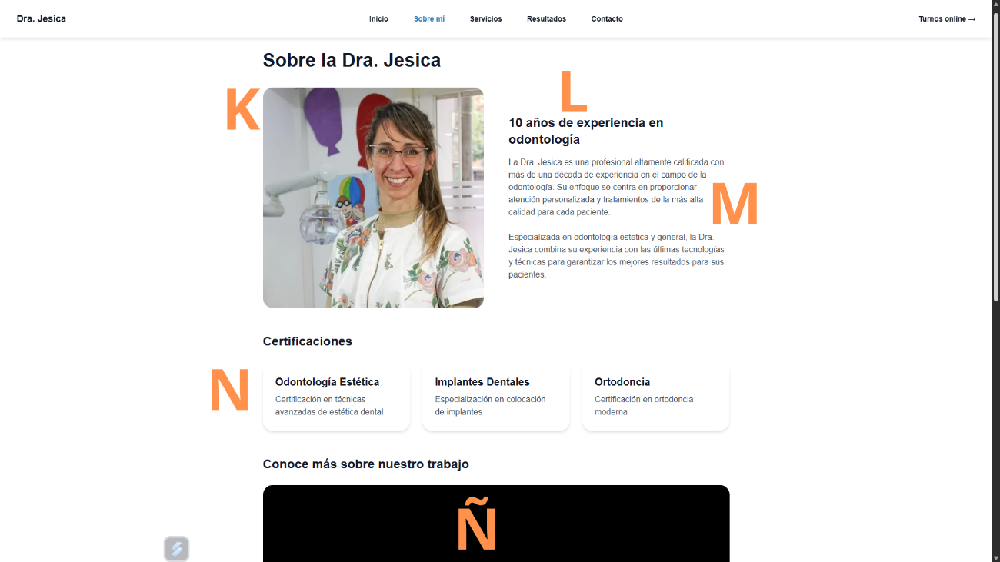 Dra. Jesica
Inicio
Sobre mí
Servicios
Resultados
Contacto
Turnos online →
Sobre la Dra. Jesica
K
L
10 años de experiencia en
odontología
La Dra. Jesica es una profesional altamente calificada con
más de una década de experiencia en el campo de la
odontología. Su enfoque se centra en proporcionar
atención personalizada y tratamientos de la más alta
calidad para cada paciente.
M
Especializada en odontología estética y general, la Dra.
Jesica combina su experiencia con las últimas tecnologías
y técnicas para garantizar los mejores resultados para sus
pacientes.
Certificaciones
N
Odontología Estética
Certificación en técnicas
avanzadas de estética dental
Implantes Dentales
Especialización en colocación
de implantes
Ortodoncia
Certificación en ortodoncia
moderna
Conoce más sobre nuestro trabajo
Ñ